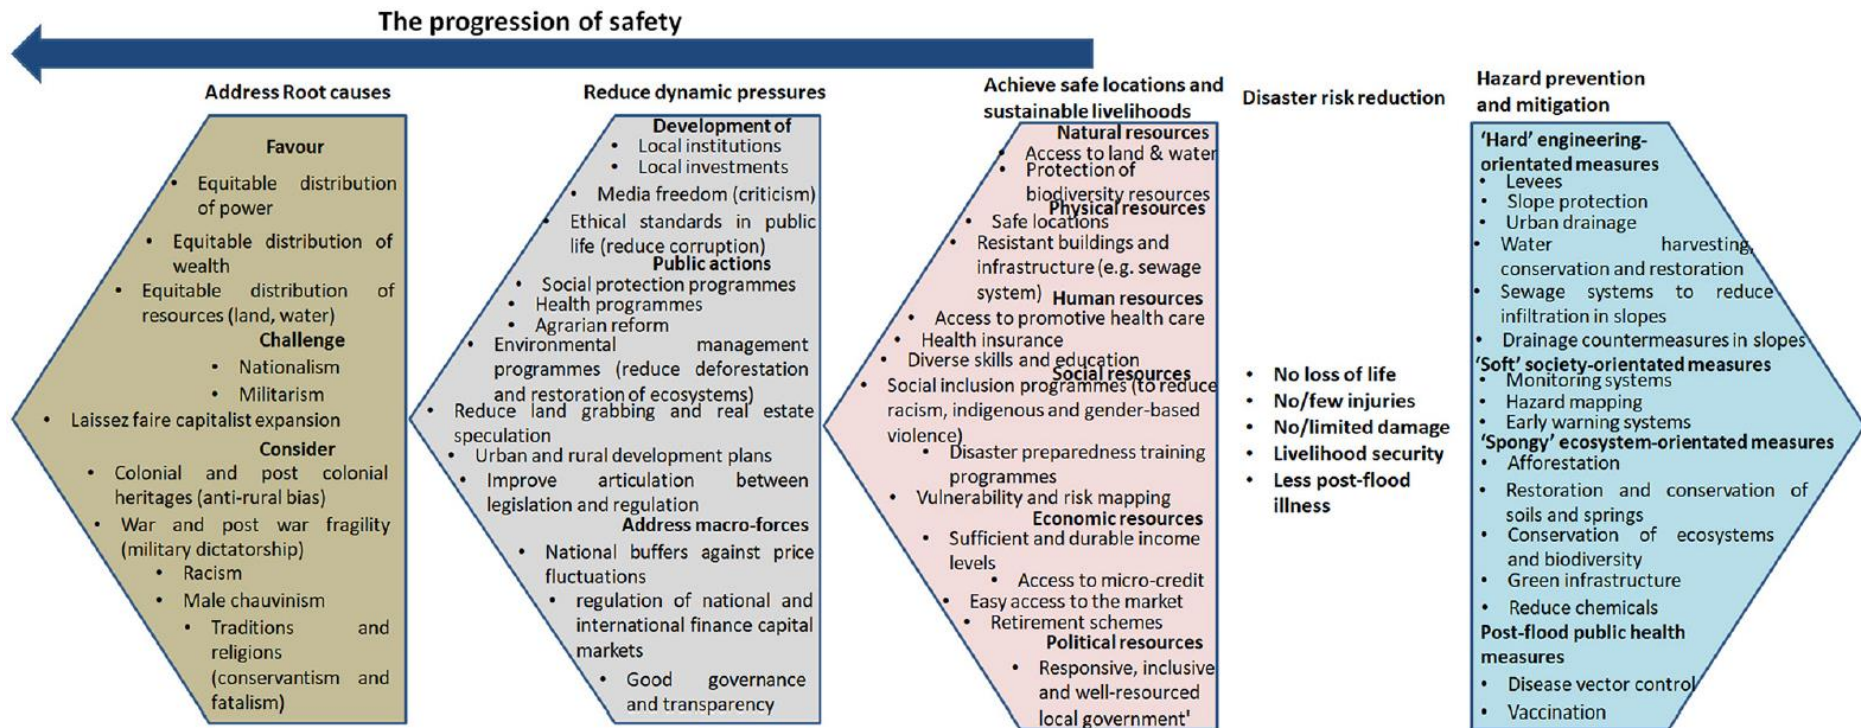 The progression of safety
Address Root causes
Favour
• Equitable distribution
of power
• Equitable distribution of
wealth
• Equitable distribution of
resources (land, water)
Challenge
• Nationalism
• Militarism
• Laissez faire capitalist expansion
Consider
• Colonial and post colonial
heritages (anti-rural bias)
• War and post war fragility
(military dictatorship)
• Racism
• Male chauvinism
• Traditions and
religions
(conservantism and
fatalism)
Reduce dynamic pressures
Development of
• Local institutions
• Local investments
• Media freedom (criticism)
• Ethical standards in public
life (reduce corruption)
Public actions
• Social protection programmes
• Health programmes
• Agrarian reform
• Environmental management
programmes (reduce deforestation
and restoration of ecosystems)
• Reduce land grabbing and real estate
speculation
• Urban and rural development plans
• Improve articulation between
legislation and regulation
Address macro-forces
• National buffers against price
fluctuations
• regulation of national and
international finance capital
markets
• Good governance
and transparency
Achieve safe locations and
sustainable livelihoods
Natural resources
• Access to land & water
• Protection of
biodiversity resources
Physical resources
• Safe locations
• Resistant buildings and
infrastructure (e.g. sewage
system)
Human resources
• Access to promotive health care
• Health insurance
• Diverse skills and education
Social resources
• Social inclusion programmes (to reduce
racism, indigenous and gender-based
violence)
• Disaster preparedness training
programmes
• Vulnerability and risk mapping
Economic resources
• Sufficient and durable income
levels
• Access to micro-credit
• Easy access to the market
• Retirement schemes
Political resources
• Responsive, inclusive
and well-resourced
local government'
Disaster risk reduction
• No loss of life
• No/few injuries
• No/limited damage
• Livelihood security
• Less post-flood
illness
Hazard prevention
and mitigation
‘Hard’ engineering-
orientated measures
• Levees
• Slope protection
• Urban drainage
• Water harvesting,
conservation and restoration
• Sewage systems to reduce
infiltration in slopes
• Drainage countermeasures in slopes
‘Soft’ society-orientated measures
• Monitoring systems
• Hazard mapping
• Early warning systems
‘Spongy’ ecosystem-orientated measures
• Afforestation
• Restoration and conservation of
soils and springs
• Conservation of ecosystems
and biodiversity
• Green infrastructure
• Reduce chemicals
Post-flood public health
measures
• Disease vector control
• Vaccination